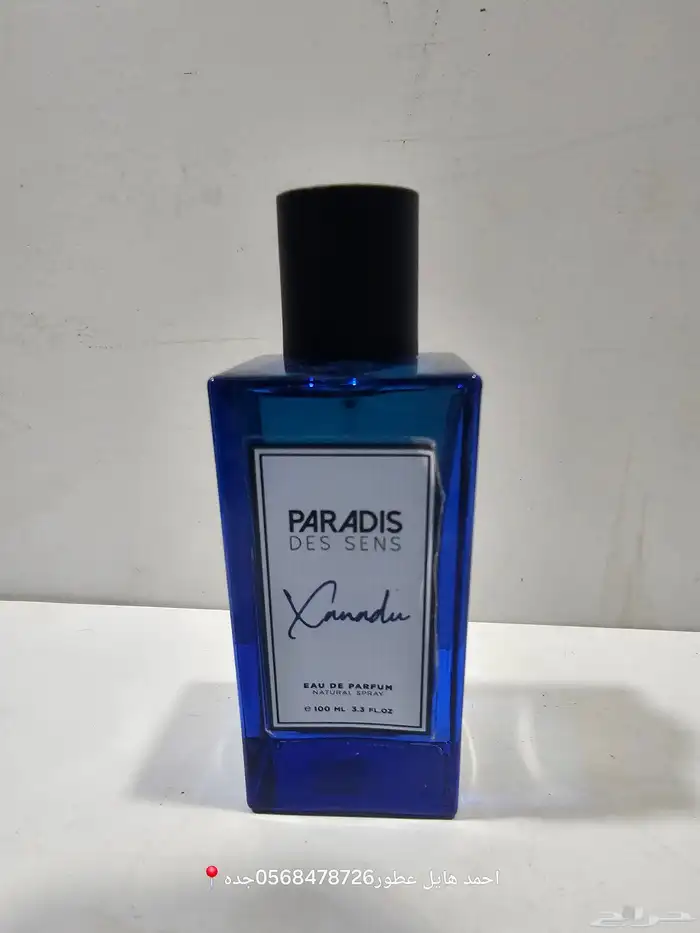 PARADIS
DES SENS
Xanadu
EAU DE PARFUM
NATURAL SPRAY
e 100 ML 3.3 FL.OZ
احمد هايل عطور0568478726جده📍
حراج